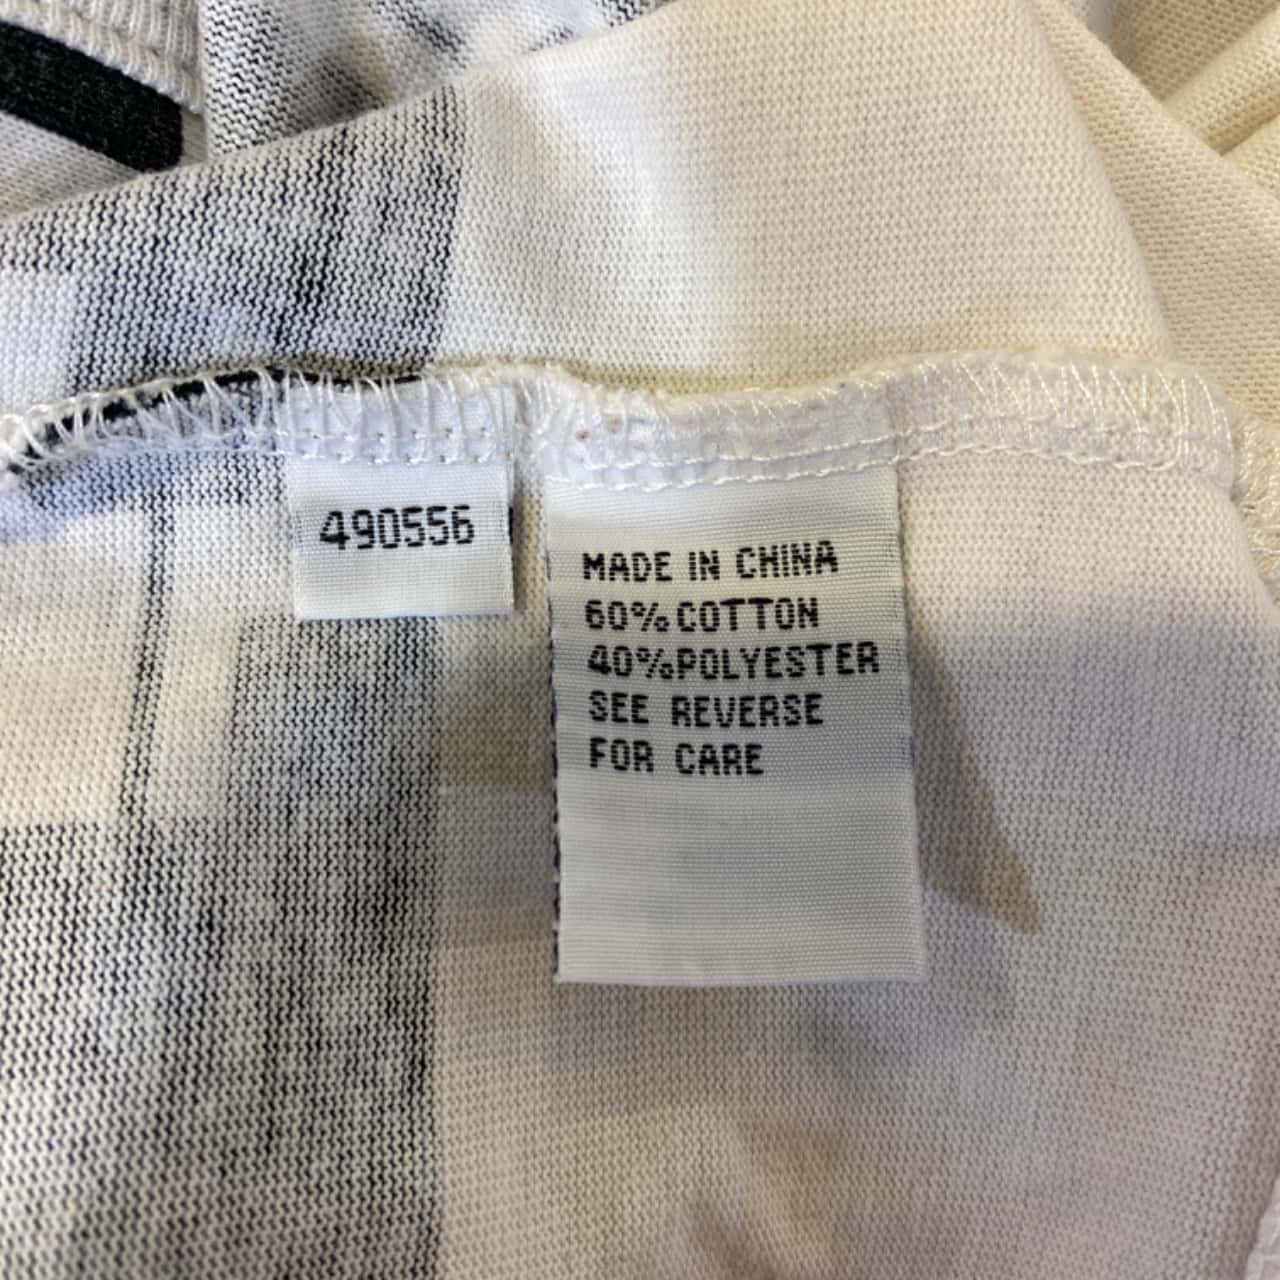 490556
MADE IN CHINA
60% COTTON
40%POLYESTER
SEE REVERSE
FOR CARE